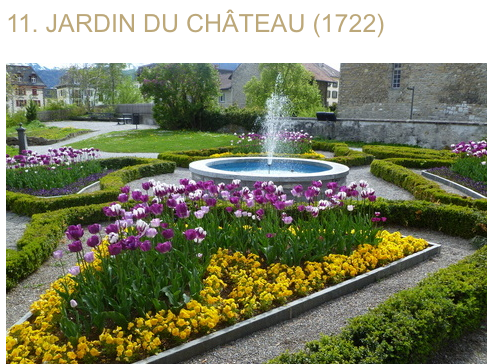 11. JARDIN DU CHÂTEAU (1722)